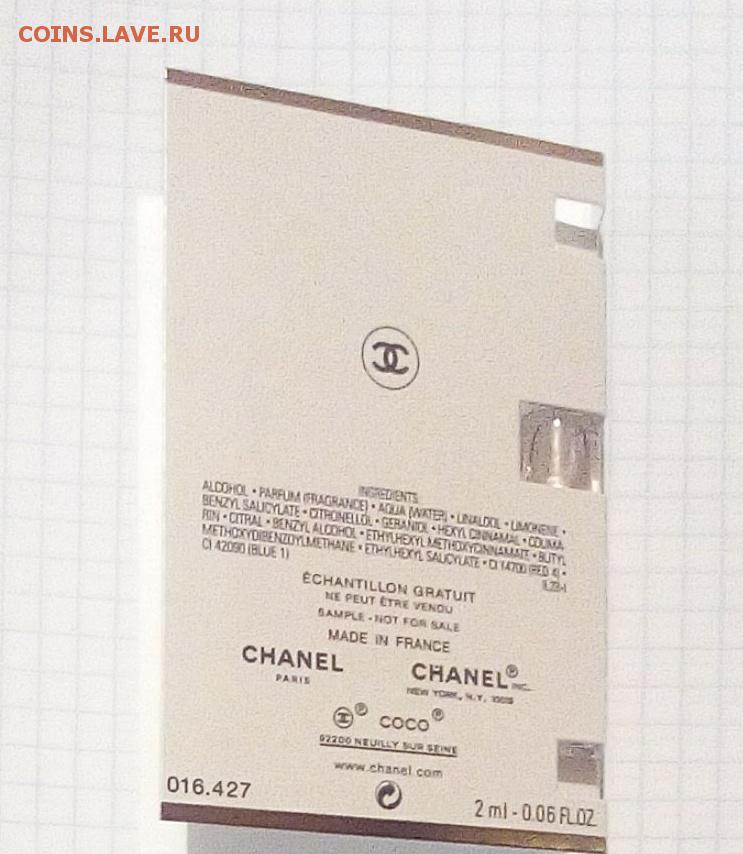 COINS.LAVE.RU
INGREDIENTS
ALCOHOL • PARFUM (FRAGRANCE) • AQUA (WATER) • LINALOOL • LIMONENE •
BENZYL SALICYLATE • CITRONELLOL • GERANIOL • HEXYL CINNAMAL • COUMA
RIN • CITRAL • BENZYL ALCOHOL • ETHYLHEXYL METHOXYCINNAMATE • BUTYL
METHOXYDIBENZOYLMETHANE • ETHYLHEXYL SALICYLATE • CI 14700 (RED 4) •
CI 42090 (BLUE 1)
ÉCHANTILLON GRATUIT
NE PEUT ÊTRE VENDU
SAMPLE - NOT FOR SALE
MADE IN FRANCE
CHANEL
PARIS
CHANEL® INC.
NEW YORK, N.Y.
® COCO®
92200 NEUILLY SUR SEINE
www.chanel.com
016.427
2 ml - 0.06 FL.OZ.